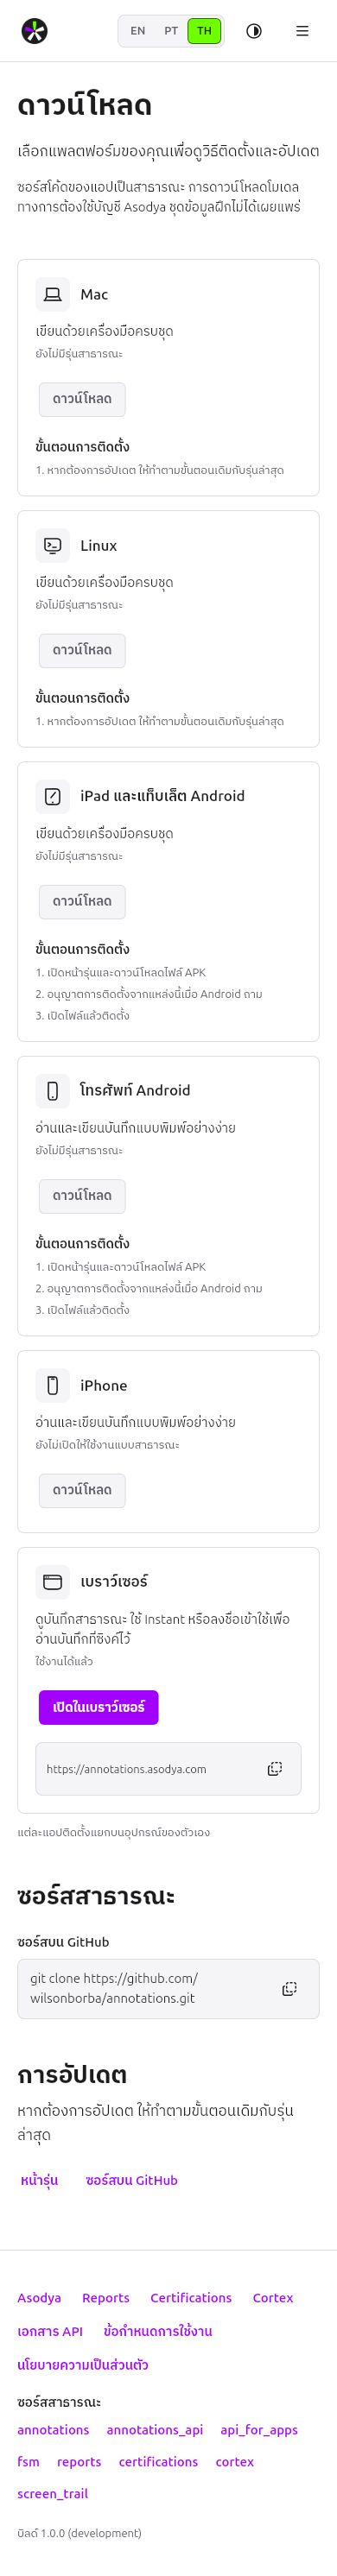 EN PT TH
ดาวน์โหลด
เลือกแพลตฟอร์มของคุณเพื่อดูวิธีติดตั้งและอัปเดต
ซอร์สโค้ดของแอปเป็นสาธารณะ การดาวน์โหลดโมเดล
ทางการต้องใช้บัญชี Asodya ชุดข้อมูลฝึกไม่ได้เผยแพร่
Mac
เขียนด้วยเครื่องมือครบชุด
ยังไม่มีรุ่นสาธารณะ
ดาวน์โหลด
ขั้นตอนการติดตั้ง
1. หากต้องการอัปเดต ให้ทำตามขั้นตอนเดิมกับรุ่นล่าสุด
Linux
เขียนด้วยเครื่องมือครบชุด
ยังไม่มีรุ่นสาธารณะ
ดาวน์โหลด
ขั้นตอนการติดตั้ง
1. หากต้องการอัปเดต ให้ทำตามขั้นตอนเดิมกับรุ่นล่าสุด
iPad และแท็บเล็ต Android
เขียนด้วยเครื่องมือครบชุด
ยังไม่มีรุ่นสาธารณะ
ดาวน์โหลด
ขั้นตอนการติดตั้ง
1. เปิดหน้ารุ่นและดาวน์โหลดไฟล์ APK
2. อนุญาตการติดตั้งจากแหล่งนี้เมื่อ Android ถาม
3. เปิดไฟล์แล้วติดตั้ง
โทรศัพท์ Android
อ่านและเขียนบันทึกแบบพิมพ์อย่างง่าย
ยังไม่มีรุ่นสาธารณะ
ดาวน์โหลด
ขั้นตอนการติดตั้ง
1. เปิดหน้ารุ่นและดาวน์โหลดไฟล์ APK
2. อนุญาตการติดตั้งจากแหล่งนี้เมื่อ Android ถาม
3. เปิดไฟล์แล้วติดตั้ง
iPhone
อ่านและเขียนบันทึกแบบพิมพ์อย่างง่าย
ยังไม่เปิดให้ใช้งานแบบสาธารณะ
ดาวน์โหลด
เบราว์เซอร์
ดูบันทึกสาธารณะ ใช้ Instant หรือลงชื่อเข้าใช้เพื่อ
อ่านบันทึกที่ซิงค์ไว้
ใช้งานได้แล้ว
เปิดในเบราว์เซอร์
https://annotations.asodya.com
แต่ละแอปติดตั้งแยกบนอุปกรณ์ของตัวเอง
ซอร์สสาธารณะ
ซอร์สบน GitHub
git clone https://github.com/
wilsonborba/annotations.git
การอัปเดต
หากต้องการอัปเดต ให้ทำตามขั้นตอนเดิมกับรุ่น
ล่าสุด
หน้ารุ่น ซอร์สบน GitHub
Asodya Reports Certifications Cortex
เอกสาร API ข้อกำหนดการใช้งาน
นโยบายความเป็นส่วนตัว
ซอร์สสาธารณะ
annotations annotations_api api_for_apps
fsm reports certifications cortex
screen_trail
บิลด์ 1.0.0 (development)